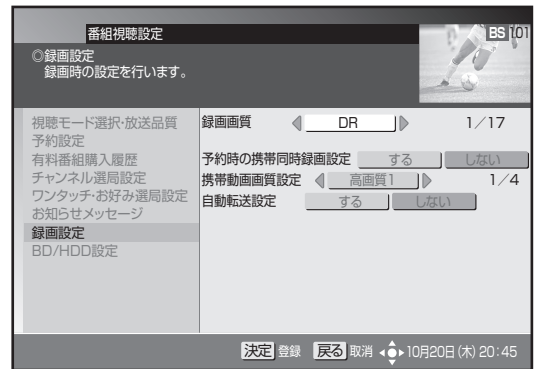 番組視聴設定
BS 101
◎録画設定
録画時の設定を行います。
視聴モード選択・放送品質
予約設定
有料番組購入履歴
チャンネル選局設定
ワンタッチ・お好み選局設定
お知らせメッセージ
録画設定
BD/HDD設定
録画画質 DR 1/17
予約時の携帯同時録画設定 する しない
携帯動画画質設定 高画質1 1/4
自動転送設定 する しない
決定 登録 戻る 取消 10月20日(木) 20:45